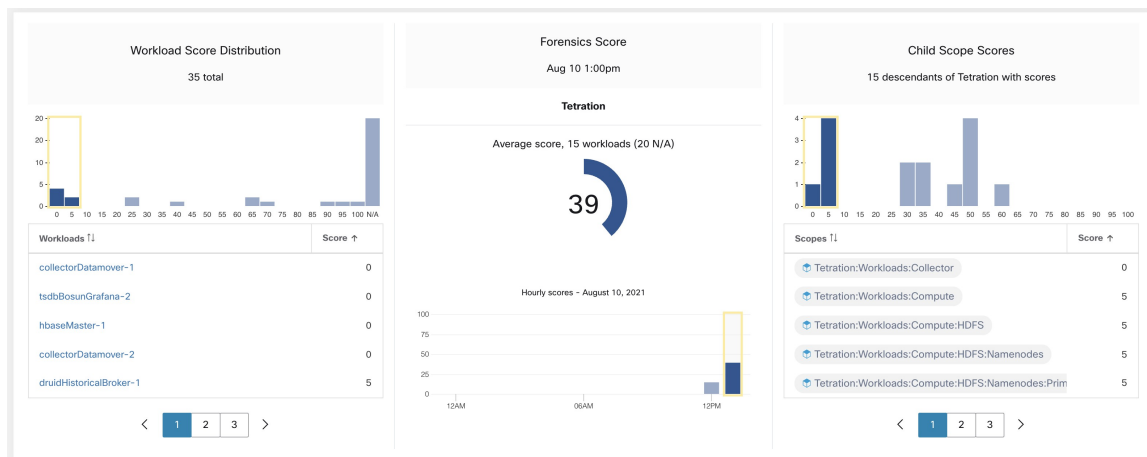 Workload Score Distribution
35 total
20
20
10
5
0
0 5 10 15 20 25 30 35 40 45 50 55 60 65 70 75 80 85 90 95 100 N/A
Workloads Score
collectorDatamover-1 0
tsdbBosunGrafana-2 0
hbaseMaster-1 0
collectorDatamover-2 0
druidHistoricalBroker-1 5
1 2 3
Forensics Score
Aug 10 1:00pm
Tetration
Average score, 15 workloads (20 N/A)
39
Hourly scores - August 10, 2021
100
75
50
25
0
12AM 06AM 12PM
Child Scope Scores
15 descendants of Tetration with scores
4
3
2
1
0
0 5 10 15 20 25 30 35 40 45 50 55 60 65 70 75 80 85 90 95 100
Scopes Score
Tetration:Workloads:Collector 0
Tetration:Workloads:Compute 5
Tetration:Workloads:Compute:HDFS 5
Tetration:Workloads:Compute:HDFS:Namenodes 5
Tetration:Workloads:Compute:HDFS:Namenodes:Prim 5
1 2 3